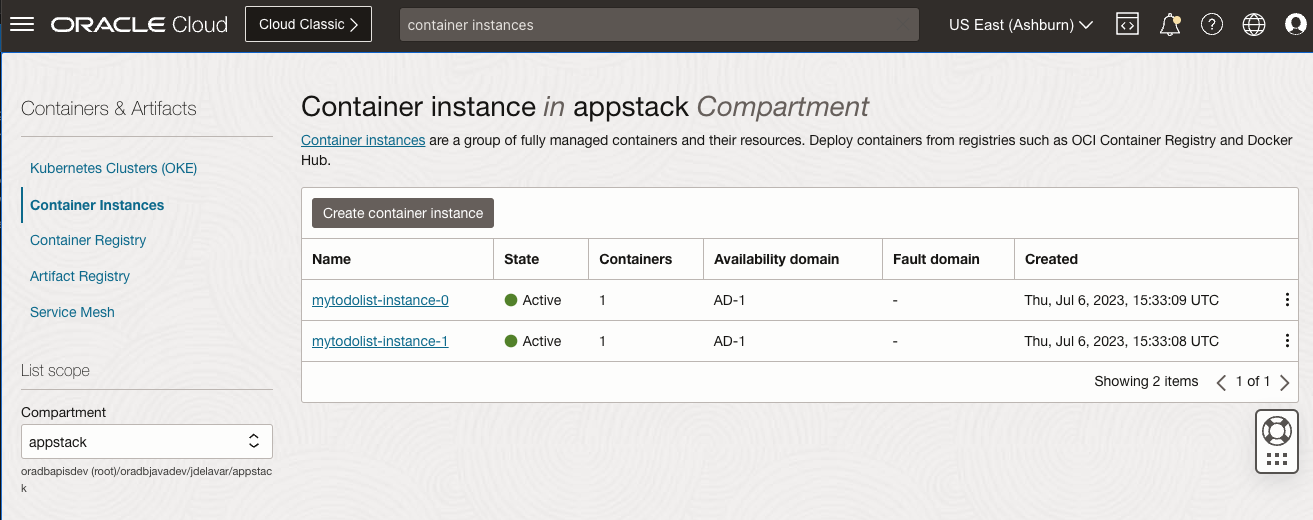 ORACLE Cloud
Cloud Classic
container instances
US East (Ashburn)
Containers & Artifacts
Kubernetes Clusters (OKE)
Container Instances
Container Registry
Artifact Registry
Service Mesh
List scope
Compartment
appstack
oradbapisdev (root)/oradbjavadev/jdelavar/appstac
k
Container instance in appstack Compartment
Container instances are a group of fully managed containers and their resources. Deploy containers from registries such as OCI Container Registry and Docker
Hub.
Create container instance
Name State Containers Availability domain Fault domain Created
mytodolist-instance-0 Active 1 AD-1 - Thu, Jul 6, 2023, 15:33:09 UTC
mytodolist-instance-1 Active 1 AD-1 - Thu, Jul 6, 2023, 15:33:08 UTC
Showing 2 items 1 of 1